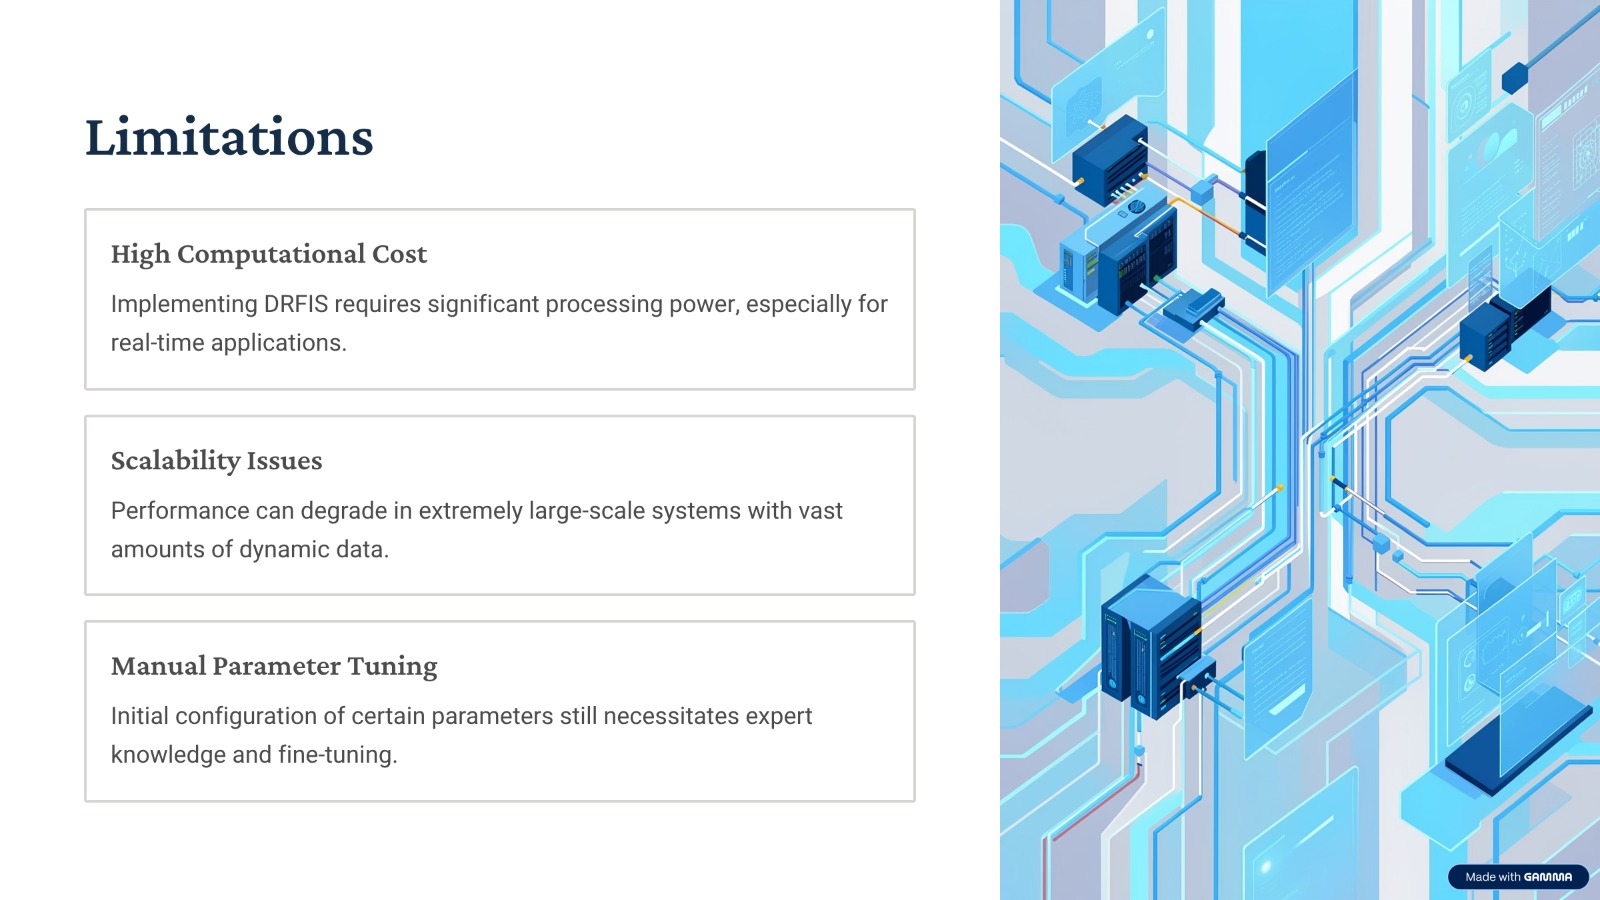 Limitations
High Computational Cost
Implementing DRFIS requires significant processing power, especially for
real-time applications.
Scalability Issues
Performance can degrade in extremely large-scale systems with vast
amounts of dynamic data.
Manual Parameter Tuning
Initial configuration of certain parameters still necessitates expert
knowledge and fine-tuning.
Made with GAMMA